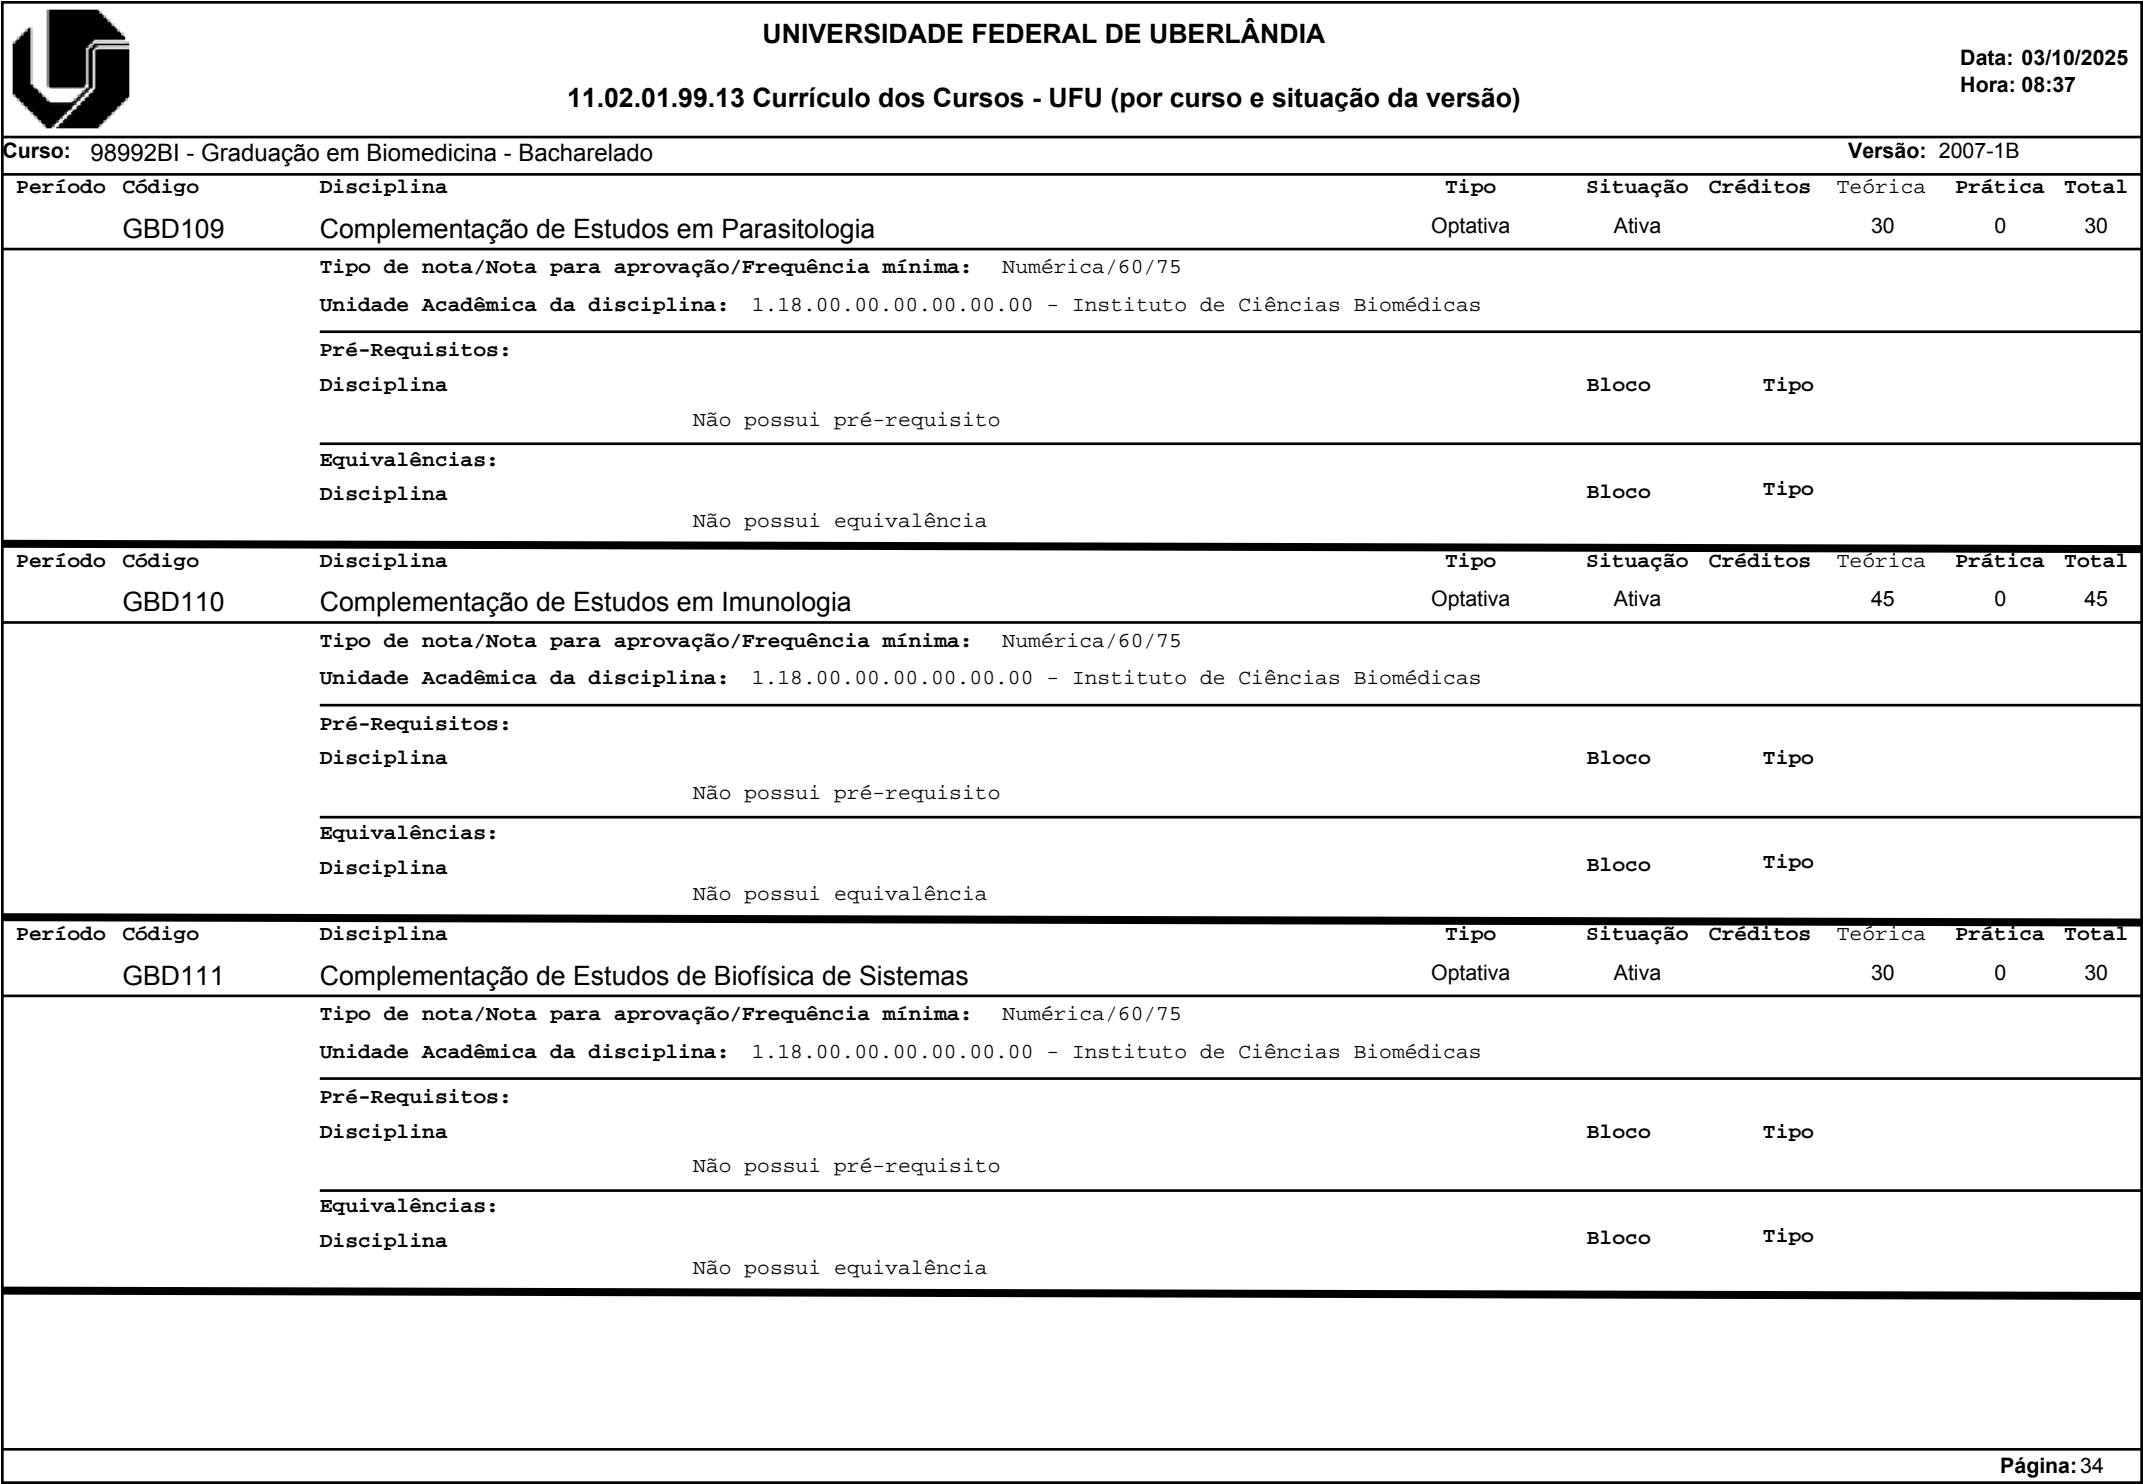 UNIVERSIDADE FEDERAL DE UBERLÂNDIA
Data: 03/10/2025
Hora: 08:37
11.02.01.99.13 Currículo dos Cursos - UFU (por curso e situação da versão)
Curso: 98992BI - Graduação em Biomedicina - Bacharelado Versão: 2007-1B
Período Código Disciplina Tipo Situação Créditos Teórica Prática Total
GBD109 Complementação de Estudos em Parasitologia Optativa Ativa 30 0 30
Tipo de nota/Nota para aprovação/Frequência mínima: Numérica/60/75
Unidade Acadêmica da disciplina: 1.18.00.00.00.00.00.00 - Instituto de Ciências Biomédicas
Pré-Requisitos:
Disciplina Bloco Tipo
Não possui pré-requisito
Equivalências:
Disciplina Bloco Tipo
Não possui equivalência
Período Código Disciplina Tipo Situação Créditos Teórica Prática Total
GBD110 Complementação de Estudos em Imunologia Optativa Ativa 45 0 45
Tipo de nota/Nota para aprovação/Frequência mínima: Numérica/60/75
Unidade Acadêmica da disciplina: 1.18.00.00.00.00.00.00 - Instituto de Ciências Biomédicas
Pré-Requisitos:
Disciplina Bloco Tipo
Não possui pré-requisito
Equivalências:
Disciplina Bloco Tipo
Não possui equivalência
Período Código Disciplina Tipo Situação Créditos Teórica Prática Total
GBD111 Complementação de Estudos de Biofísica de Sistemas Optativa Ativa 30 0 30
Tipo de nota/Nota para aprovação/Frequência mínima: Numérica/60/75
Unidade Acadêmica da disciplina: 1.18.00.00.00.00.00.00 - Instituto de Ciências Biomédicas
Pré-Requisitos:
Disciplina Bloco Tipo
Não possui pré-requisito
Equivalências:
Disciplina Bloco Tipo
Não possui equivalência
Página: 34